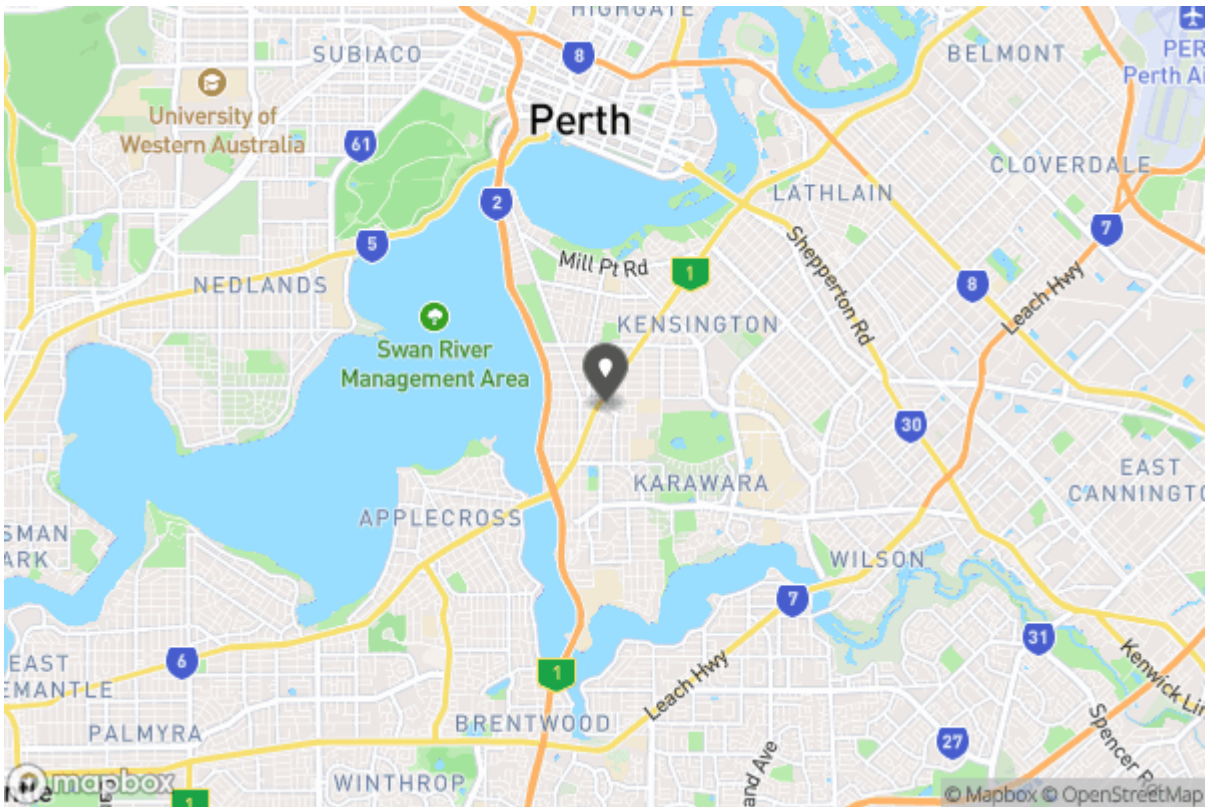 HIGHGATE
8
BELMONT
SUBIACO
PER
Perth Ai
University of
Western Australia
Perth
61
CLOVERDALE
LATHLAIN
2
7
5
Mill Pt Rd
1
Shepperton Rd
NEDLANDS
8
Leach Hwy
KENSINGTON
Swan River
Management Area
30
KARAWARA
EAST
CANNINGTO
APPLECROSS
SMAN
ARK
WILSON
7
6
31
EAST
EMANTLE
1
Leach Hwy
Kenwick Lin
BRENTWOOD
PALMYRA
27
Spencer R
WINTHROP
and Ave
mapbox
1
© Mapbox © OpenStreetMap